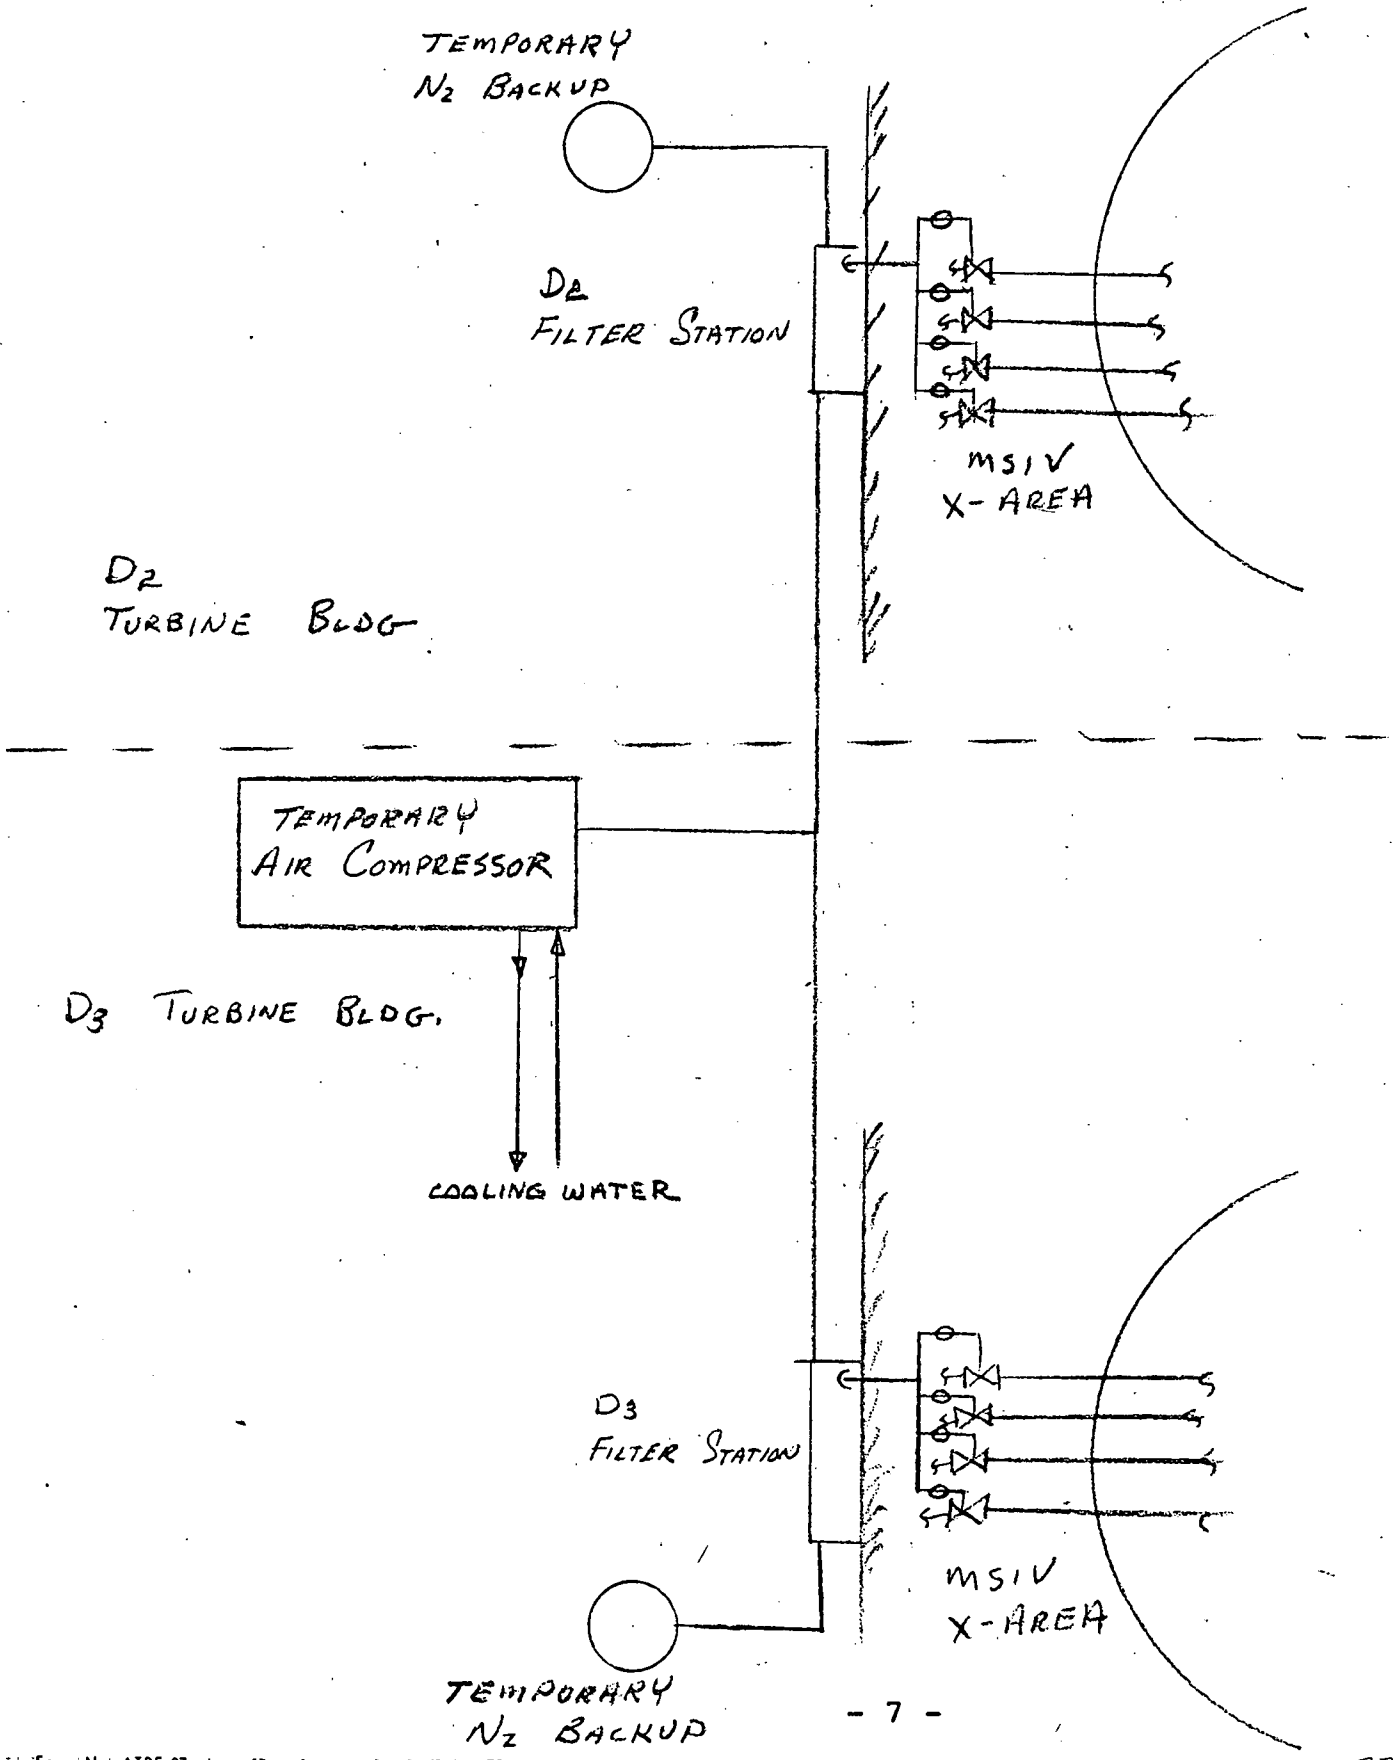 TEMPORARY
N2 BACKUP
D2
FILTER STATION
MSIV
X-AREA
D2
TURBINE BLDG
TEMPORARY
AIR COMPRESSOR
D3 TURBINE BLDG.
COOLING WATER
D3
FILTER STATION
MSIV
X-AREA
TEMPORARY
N2 BACKUP
- 7 -